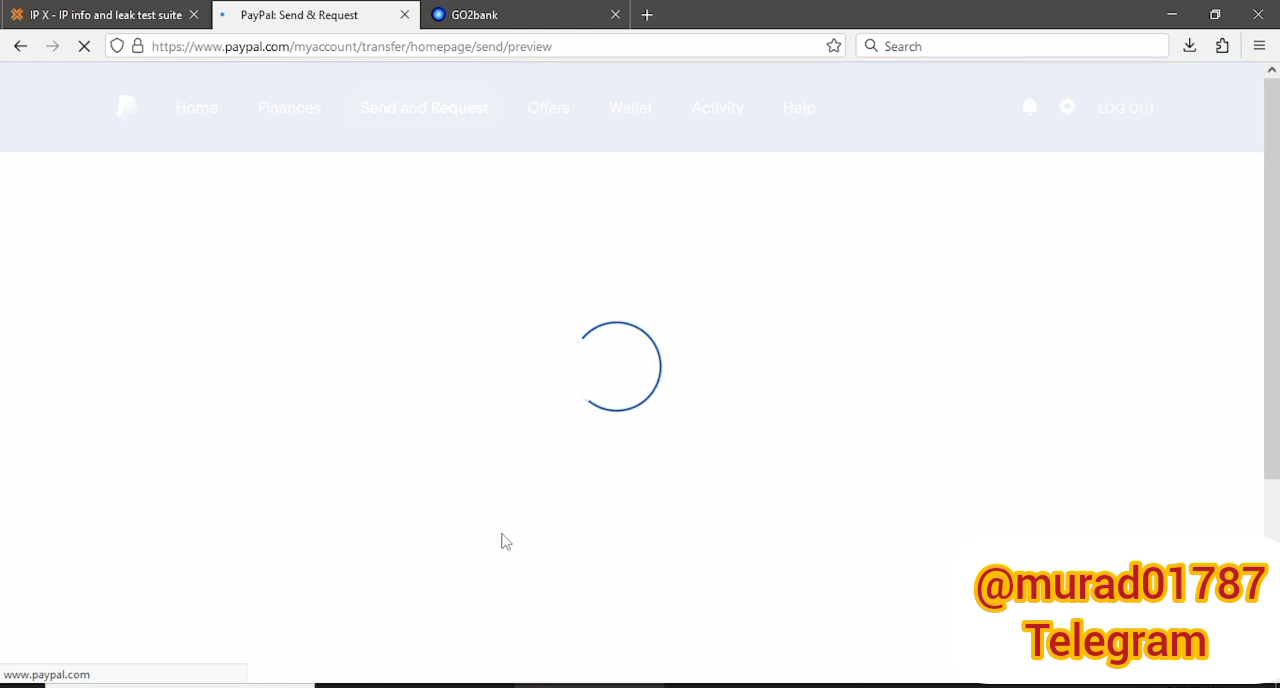 IP X - IP info and leak test suite
PayPal: Send & Request
GO2bank
https://www.paypal.com/myaccount/transfer/homepage/send/preview
Search
Home
Finances
Send and Request
Offers
Wallet
Activity
Help
LOG OUT
@murad01787
Telegram
www.paypal.com